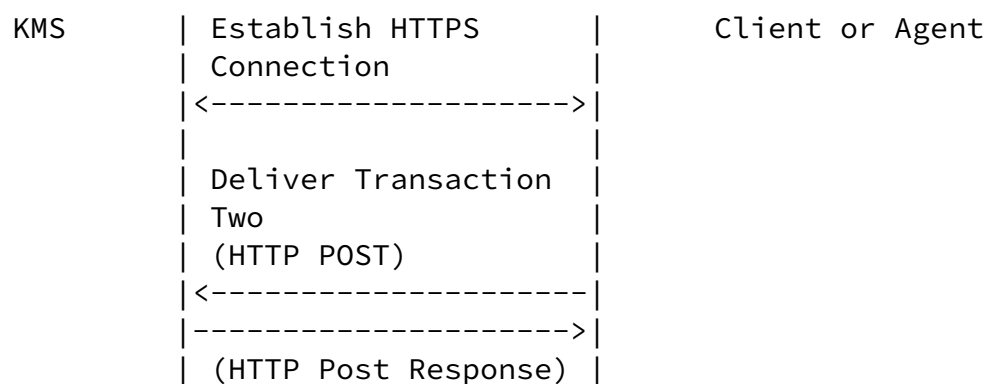 KMS | Establish HTTPS | Client or Agent
| Connection |
|<-------------------->|
| |
| Deliver Transaction |
| Two |
| (HTTP POST) |
|<---------------------|
|--------------------->|
| (HTTP Post Response) |